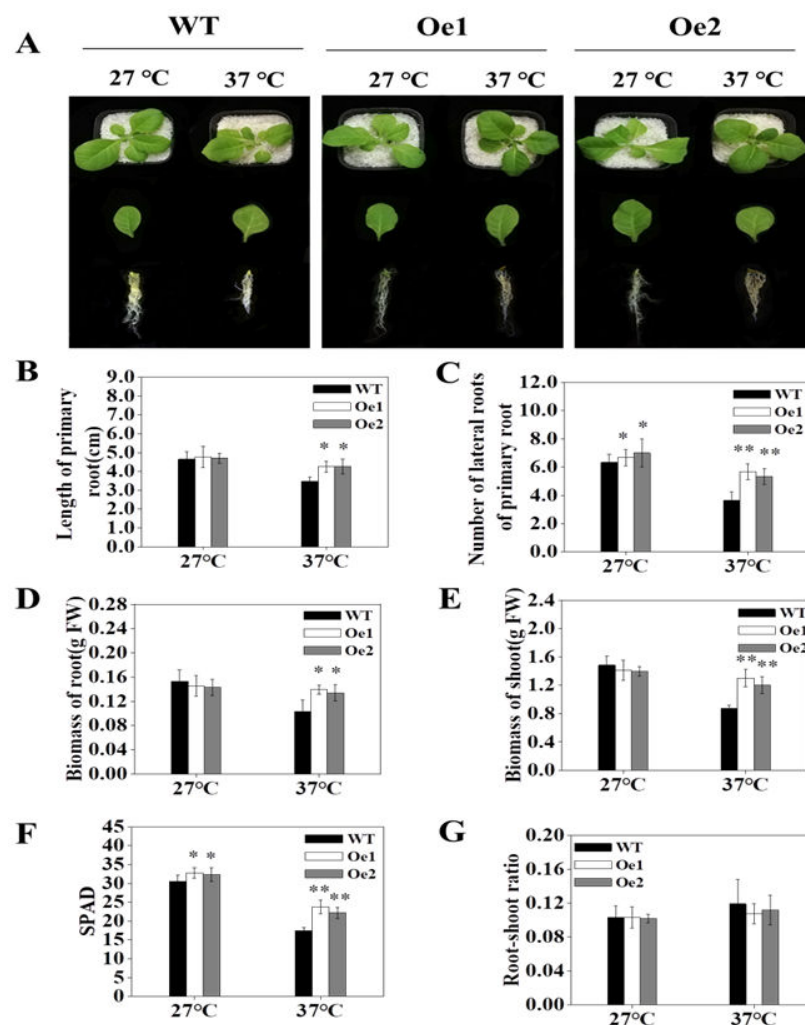 A
WT
Oe1
Oe2
27 °C
37 °C
27 °C
37 °C
27 °C
37 °C
B
Length of primary
root(cm)
9.0
8.0
7.0
6.0
5.0
4.0
3.0
2.0
1.0
0.0
WT
Oe1
Oe2
* *
27°C
37°C
C
Number of lateral roots
of primary root
12.0
10.0
8.0
6.0
4.0
2.0
0.0
WT
Oe1
Oe2
* *
** **
27°C
37°C
D
Biomass of root(g FW)
0.28
0.24
0.20
0.16
0.12
0.08
0.04
0.00
WT
Oe1
Oe2
* *
27°C
37°C
E
Biomass of shoot(g FW)
2.4
2.0
1.6
1.2
0.8
0.4
0.0
WT
Oe1
Oe2
** **
27°C
37°C
F
SPAD
45
40
35
30
25
20
15
10
5
0
WT
Oe1
Oe2
* *
** **
27°C
37°C
G
Root-shoot ratio
0.20
0.16
0.12
0.08
0.04
0.00
WT
Oe1
Oe2
27°C
37°C